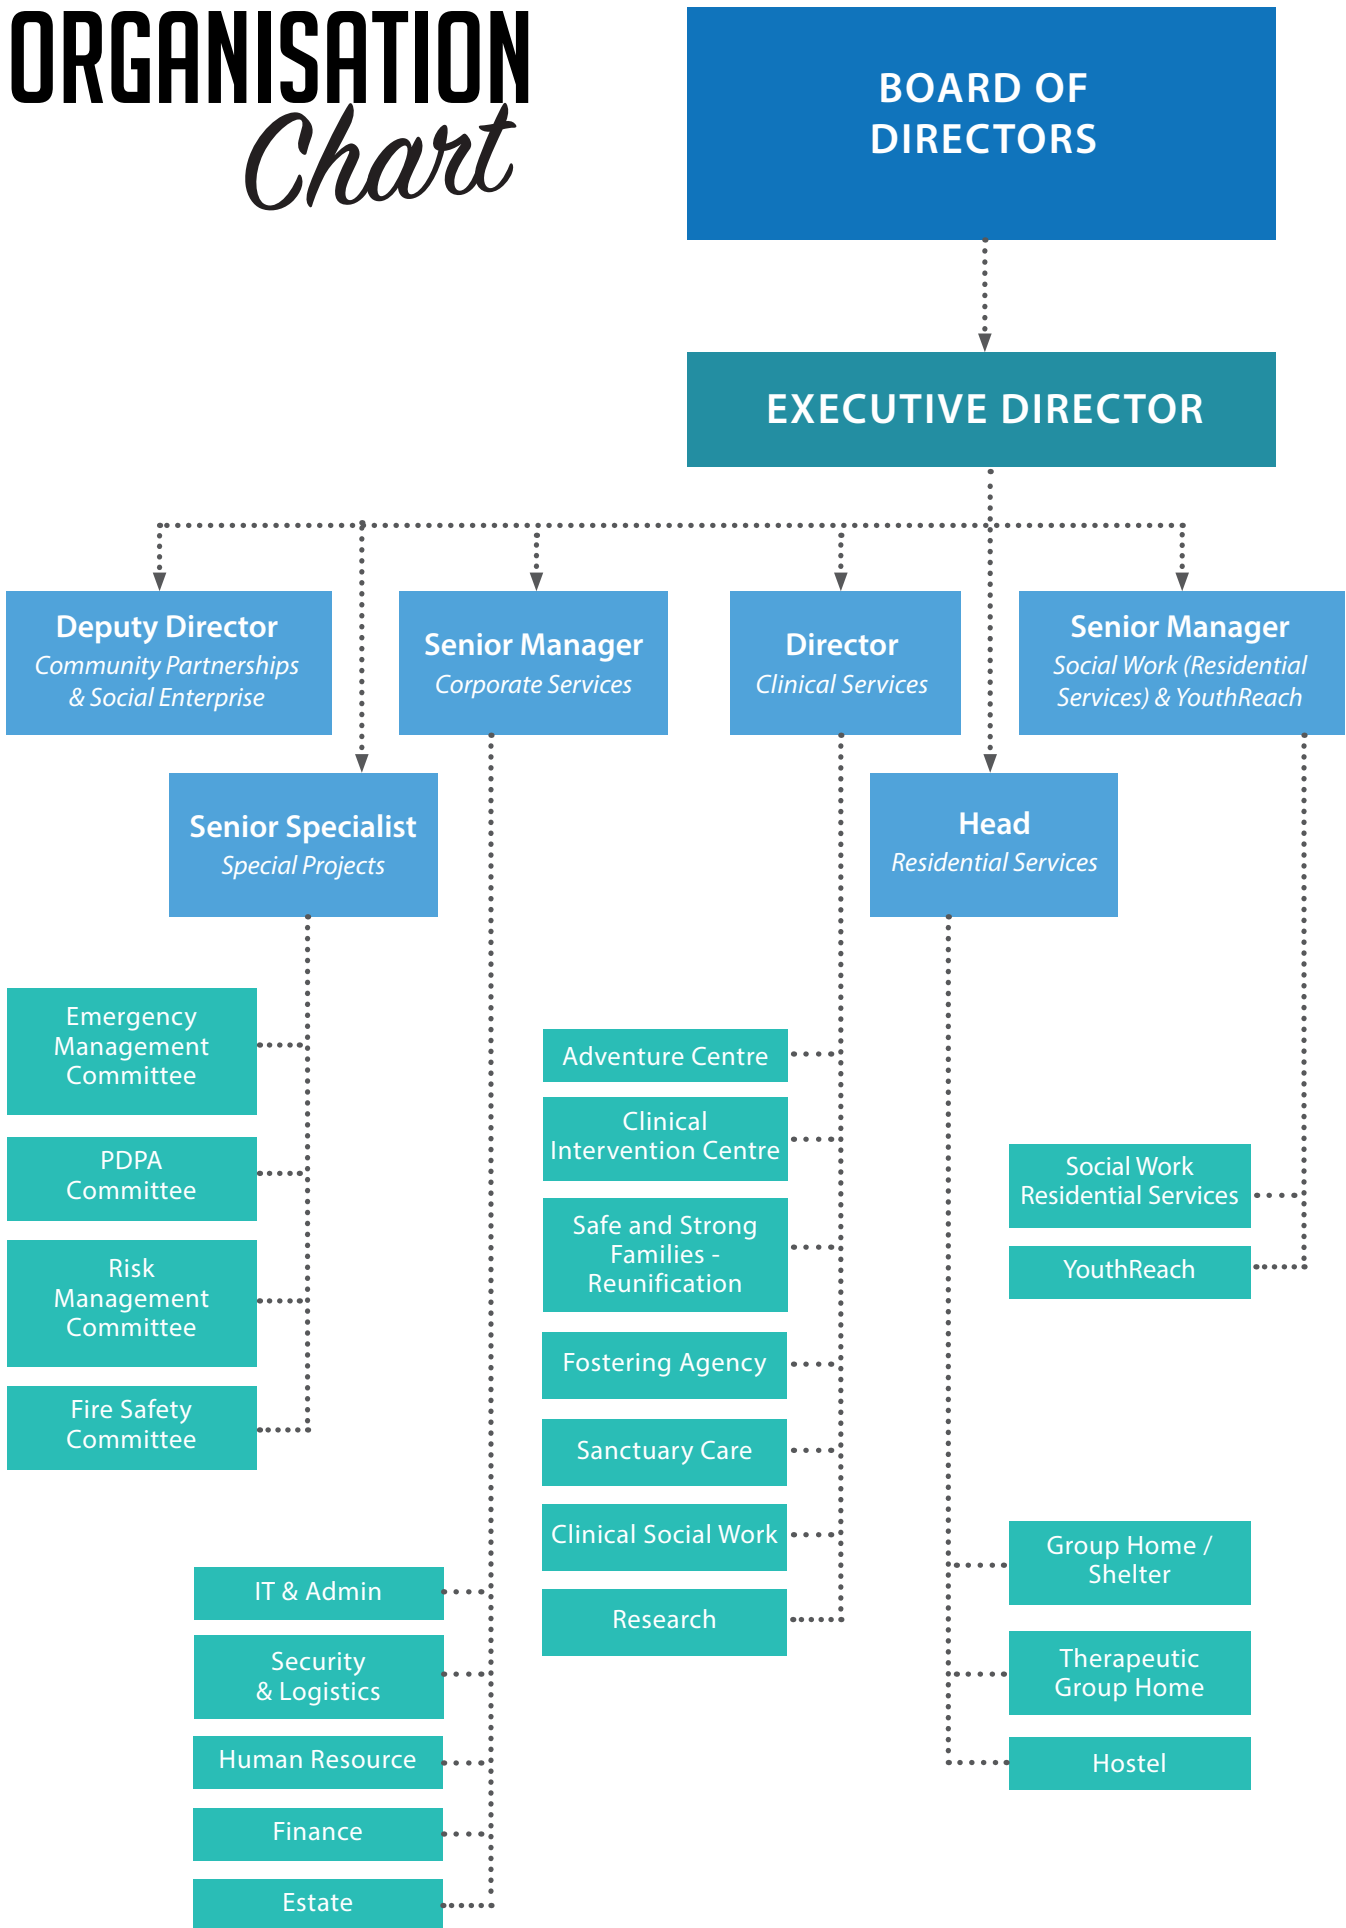 ORGANISATION
Chart
BOARD OF
DIRECTORS
EXECUTIVE DIRECTOR
Deputy Director
Community Partnerships
& Social Enterprise
Senior Manager
Corporate Services
Director
Clinical Services
Senior Manager
Social Work (Residential
Services) & YouthReach
Senior Specialist
Special Projects
Head
Residential Services
Emergency
Management
Committee
PDPA
Committee
Risk
Management
Committee
Fire Safety
Committee
IT & Admin
Security
& Logistics
Human Resource
Finance
Estate
Adventure Centre
Clinical
Intervention Centre
Safe and Strong
Families -
Reunification
Fostering Agency
Sanctuary Care
Clinical Social Work
Research
Social Work
Residential Services
YouthReach
Group Home /
Shelter
Therapeutic
Group Home
Hostel